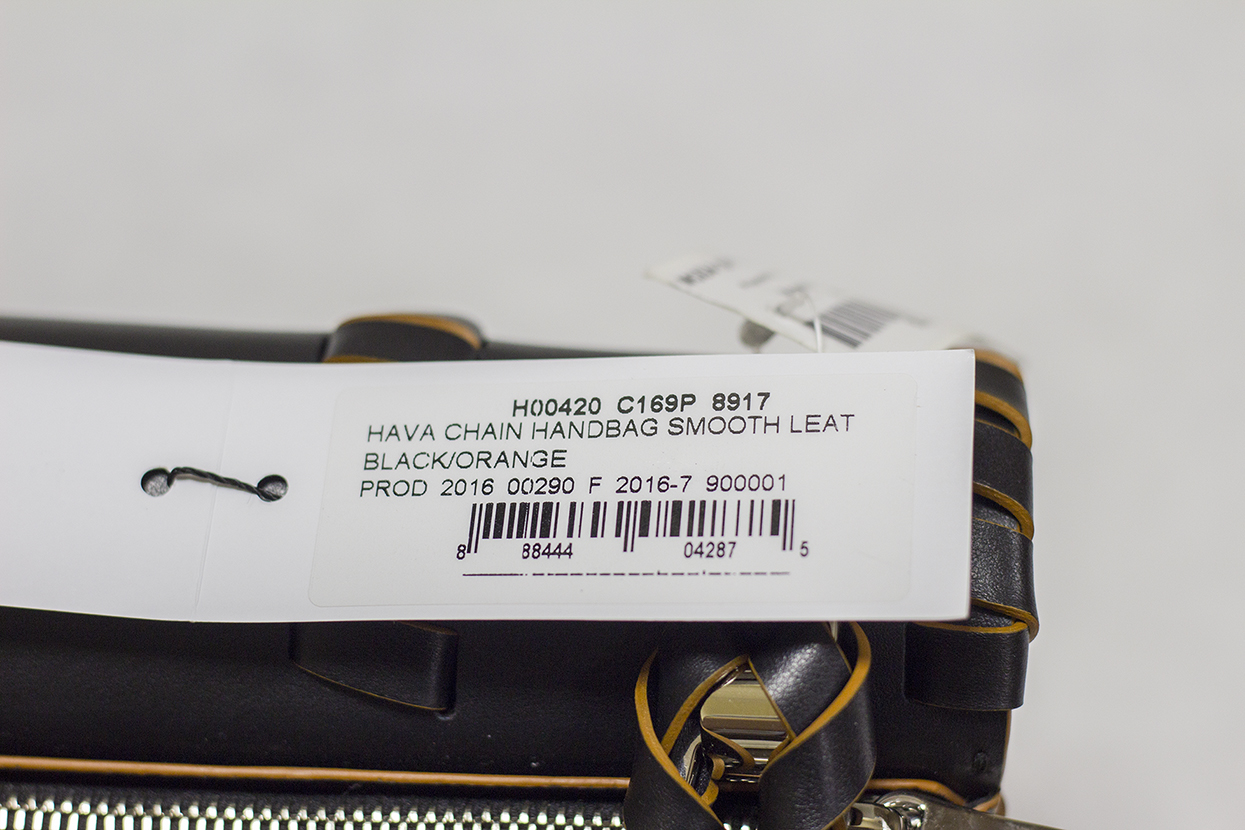 H00420 C169P 8917
HAVA CHAIN HANDBAG SMOOTH LEAT
BLACK/ORANGE
PROD 2016 00290 F 2016-7 900001
8 88444 04287 5